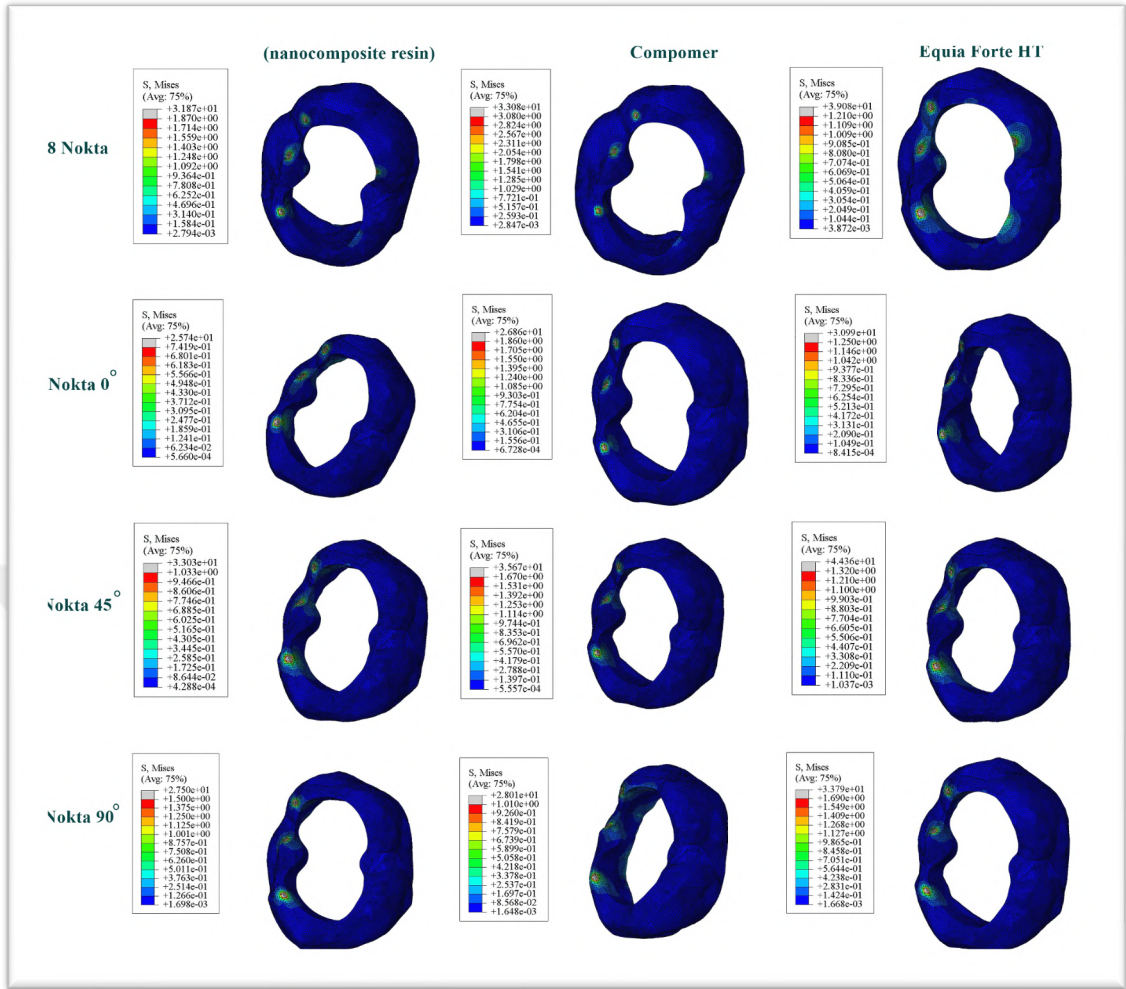 (nanocomposite resin)
Compomer
Equia Forte HT
8 Nokta
S, Mises
(Avg: 75%)
+3.187e+01
+1.870e+00
+1.714e+00
+1.559e+00
+1.403e+00
+1.248e+00
+1.092e+00
+9.364e-01
+7.808e-01
+6.252e-01
+4.696e-01
+3.140e-01
+1.584e-01
+2.794e-03
S, Mises
(Avg: 75%)
+3.308e+01
+3.080e+00
+2.824e+00
+2.567e+00
+2.311e+00
+2.054e+00
+1.798e+00
+1.541e+00
+1.285e+00
+1.029e+00
+7.721e-01
+5.157e-01
+2.593e-01
+2.847e-03
S, Mises
(Avg: 75%)
+3.908e+01
+1.210e+00
+1.109e+00
+1.009e+00
+9.085e-01
+8.080e-01
+7.074e-01
+6.069e-01
+5.064e-01
+4.059e-01
+3.054e-01
+2.049e-01
+1.044e-01
+3.872e-03
Nokta 0°
S, Mises
(Avg: 75%)
+2.574e+01
+7.419e-01
+6.801e-01
+6.183e-01
+5.566e-01
+4.948e-01
+4.330e-01
+3.712e-01
+3.095e-01
+2.477e-01
+1.859e-01
+1.241e-01
+6.234e-02
+5.660e-04
S, Mises
(Avg: 75%)
+2.686e+01
+1.860e+00
+1.705e+00
+1.550e+00
+1.395e+00
+1.240e+00
+1.085e+00
+9.303e-01
+7.754e-01
+6.204e-01
+4.655e-01
+3.106e-01
+1.556e-01
+6.728e-04
S, Mises
(Avg: 75%)
+3.099e+01
+1.250e+00
+1.146e+00
+1.042e+00
+9.377e-01
+8.336e-01
+7.295e-01
+6.254e-01
+5.213e-01
+4.172e-01
+3.131e-01
+2.090e-01
+1.049e-01
+8.415e-04
Nokta 45°
S, Mises
(Avg: 75%)
+3.303e+01
+1.033e+00
+9.466e-01
+8.606e-01
+7.746e-01
+6.885e-01
+6.025e-01
+5.165e-01
+4.305e-01
+3.445e-01
+2.585e-01
+1.725e-01
+8.644e-02
+4.288e-04
S, Mises
(Avg: 75%)
+3.567e+01
+1.670e+00
+1.531e+00
+1.392e+00
+1.253e+00
+1.114e+00
+9.744e-01
+8.353e-01
+6.962e-01
+5.570e-01
+4.179e-01
+2.788e-01
+1.397e-01
+5.557e-04
S, Mises
(Avg: 75%)
+4.436e+01
+1.320e+00
+1.210e+00
+1.100e+00
+9.903e-01
+8.803e-01
+7.704e-01
+6.605e-01
+5.506e-01
+4.407e-01
+3.308e-01
+2.209e-01
+1.110e-01
+1.037e-03
Nokta 90°
S, Mises
(Avg: 75%)
+2.750e+01
+1.500e+00
+1.375e+00
+1.250e+00
+1.125e+00
+1.001e+00
+8.757e-01
+7.508e-01
+6.260e-01
+5.011e-01
+3.763e-01
+2.514e-01
+1.266e-01
+1.698e-03
S, Mises
(Avg: 75%)
+2.801e+01
+1.010e+00
+9.260e-01
+8.419e-01
+7.579e-01
+6.739e-01
+5.899e-01
+5.058e-01
+4.218e-01
+3.378e-01
+2.537e-01
+1.697e-01
+8.568e-02
+1.648e-03
S, Mises
(Avg: 75%)
+3.379e+01
+1.690e+00
+1.549e+00
+1.409e+00
+1.268e+00
+1.127e+00
+9.865e-01
+8.458e-01
+7.051e-01
+5.644e-01
+4.238e-01
+2.831e-01
+1.424e-01
+1.668e-03